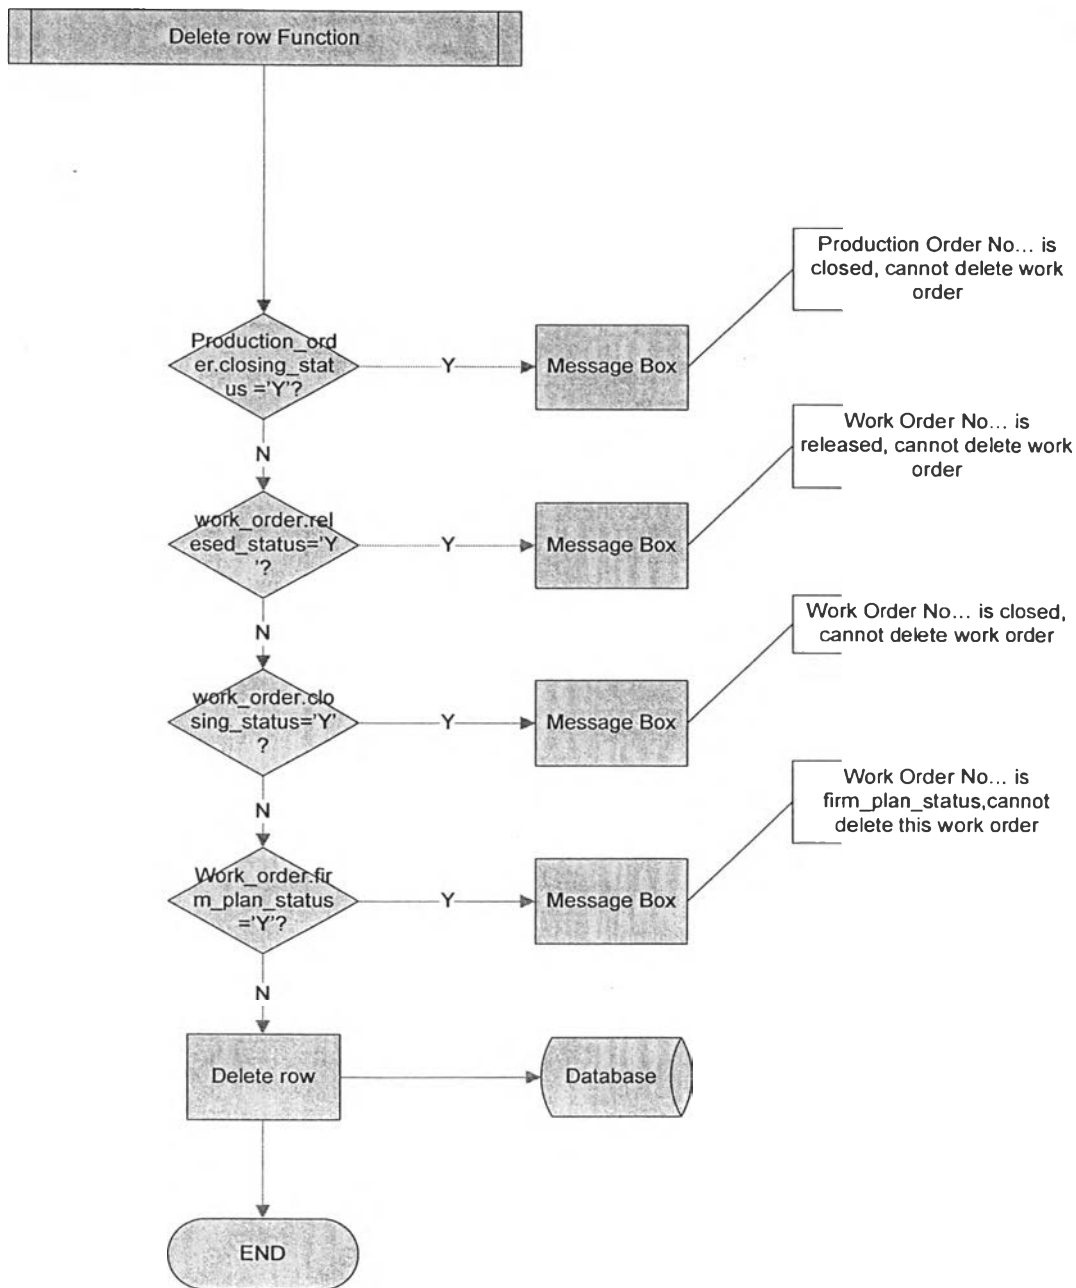 Delete row Function
Production Order No... is
closed, cannot delete work
order
Production_ord
er.closing_stat
us ='Y'?
Y
Message Box
N
Work Order No... is
released, cannot delete work
order
work_order.rel
esed_status='Y
'?
Y
Message Box
N
Work Order No... is closed,
cannot delete work order
work_order.clo
sing_status='Y'
?
Y
Message Box
N
Work Order No... is
firm_plan_status,cannot
delete this work order
Work_order.fir
m_plan_status
='Y'?
Y
Message Box
N
Delete row
Database
END